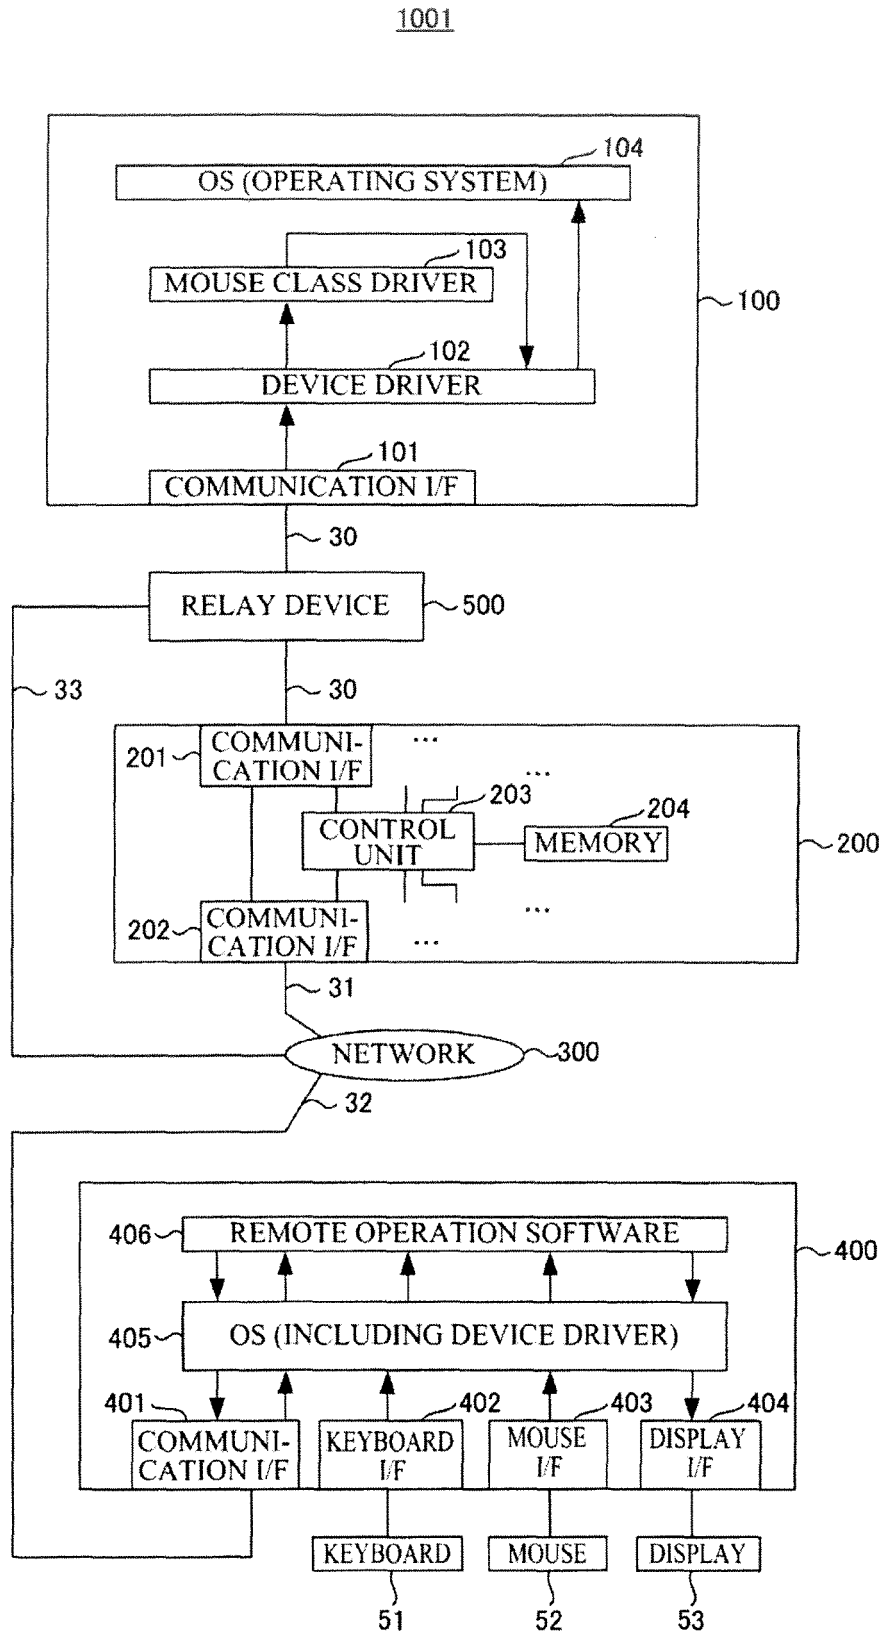 1001
104
OS (OPERATING SYSTEM)
103
MOUSE CLASS DRIVER
100
102
DEVICE DRIVER
101
COMMUNICATION I/F
30
RELAY DEVICE
500
33
30
201
COMMUNI-
CATION I/F
...
...
203
204
CONTROL
UNIT
MEMORY
200
202
COMMUNI-
CATION I/F
...
...
31
NETWORK
300
32
406
REMOTE OPERATION SOFTWARE
400
405
OS (INCLUDING DEVICE DRIVER)
401
402
403
404
COMMUNI-
CATION I/F
KEYBOARD
I/F
MOUSE
I/F
DISPLAY
I/F
KEYBOARD
MOUSE
DISPLAY
51
52
53